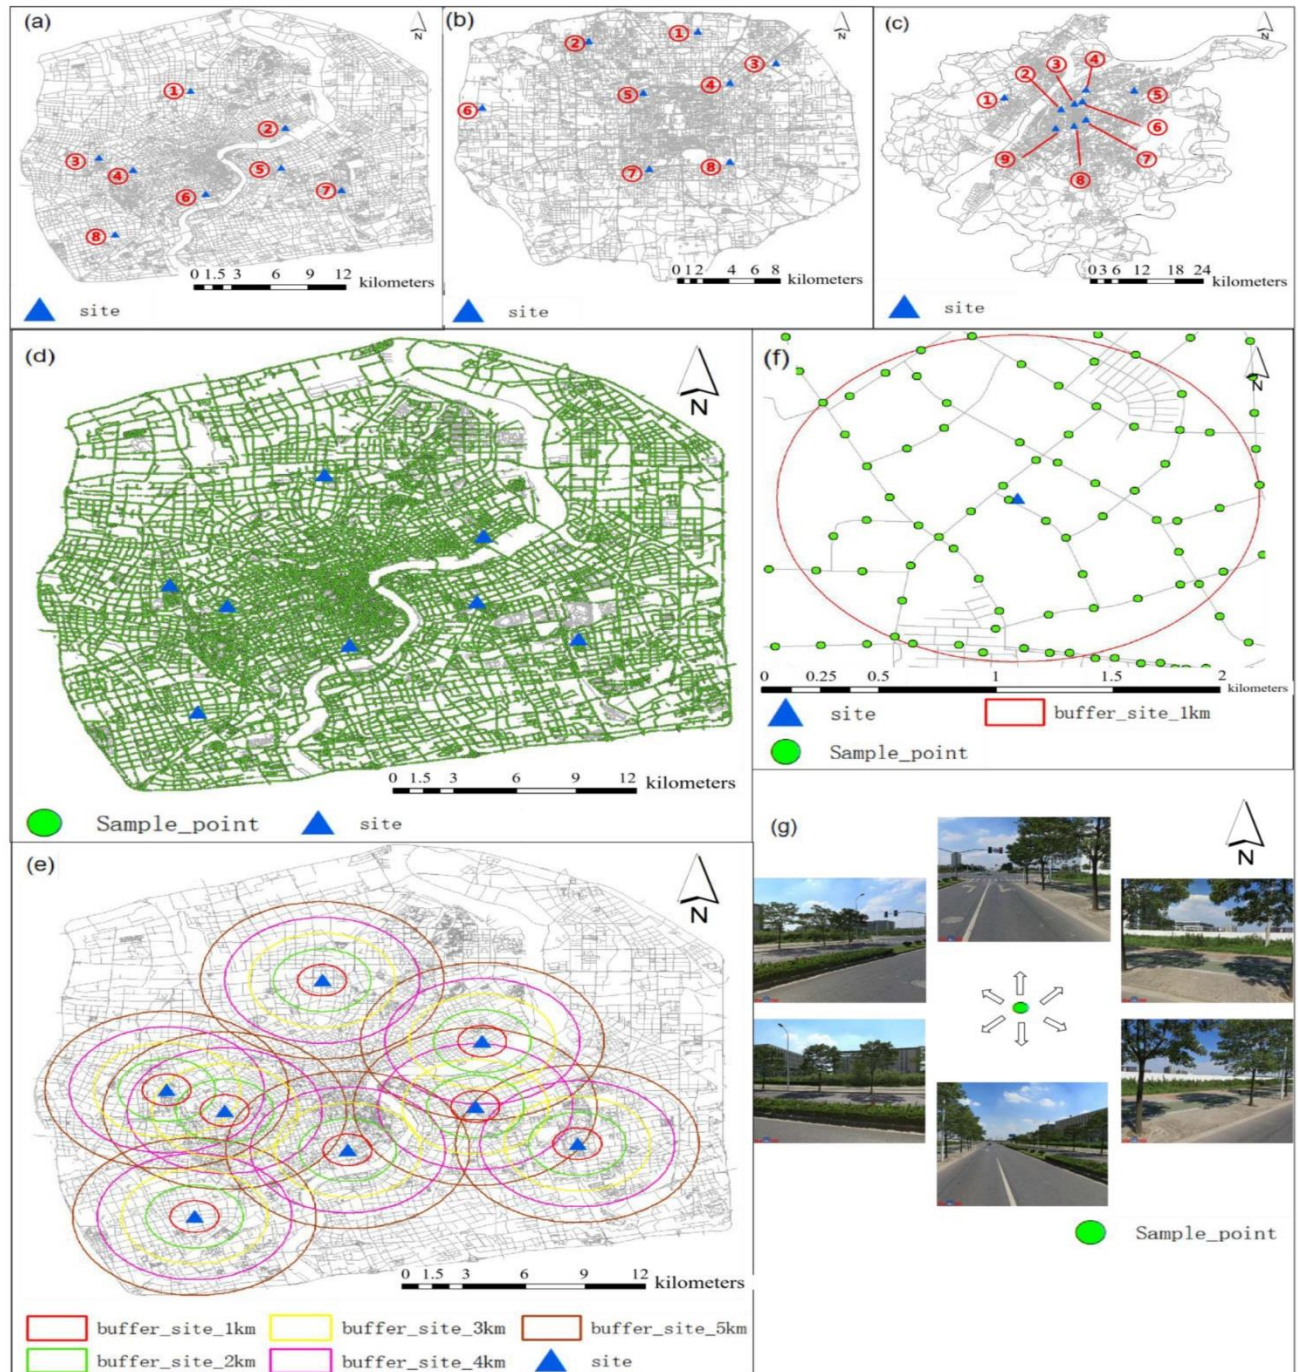 (a)
N
①
②
③
④
⑤
⑥
⑦
⑧
0 1.5 3 6 9 12
kilometers
site
(b)
N
①
②
③
④
⑤
⑥
⑦
⑧
0 1 2 4 6 8
kilometers
site
(c)
N
①
②
③
④
⑤
⑥
⑦
⑧
⑨
0 3 6 12 18 24
kilometers
site
(d)
N
0 1.5 3 6 9 12
kilometers
Sample_point site
(f)
N
0 0.25 0.5 1 1.5 2
kilometers
site buffer_site_1km
Sample_point
(e)
N
0 1.5 3 6 9 12
kilometers
buffer_site_1km buffer_site_3km buffer_site_5km
buffer_site_2km buffer_site_4km site
(g)
N
Sample_point